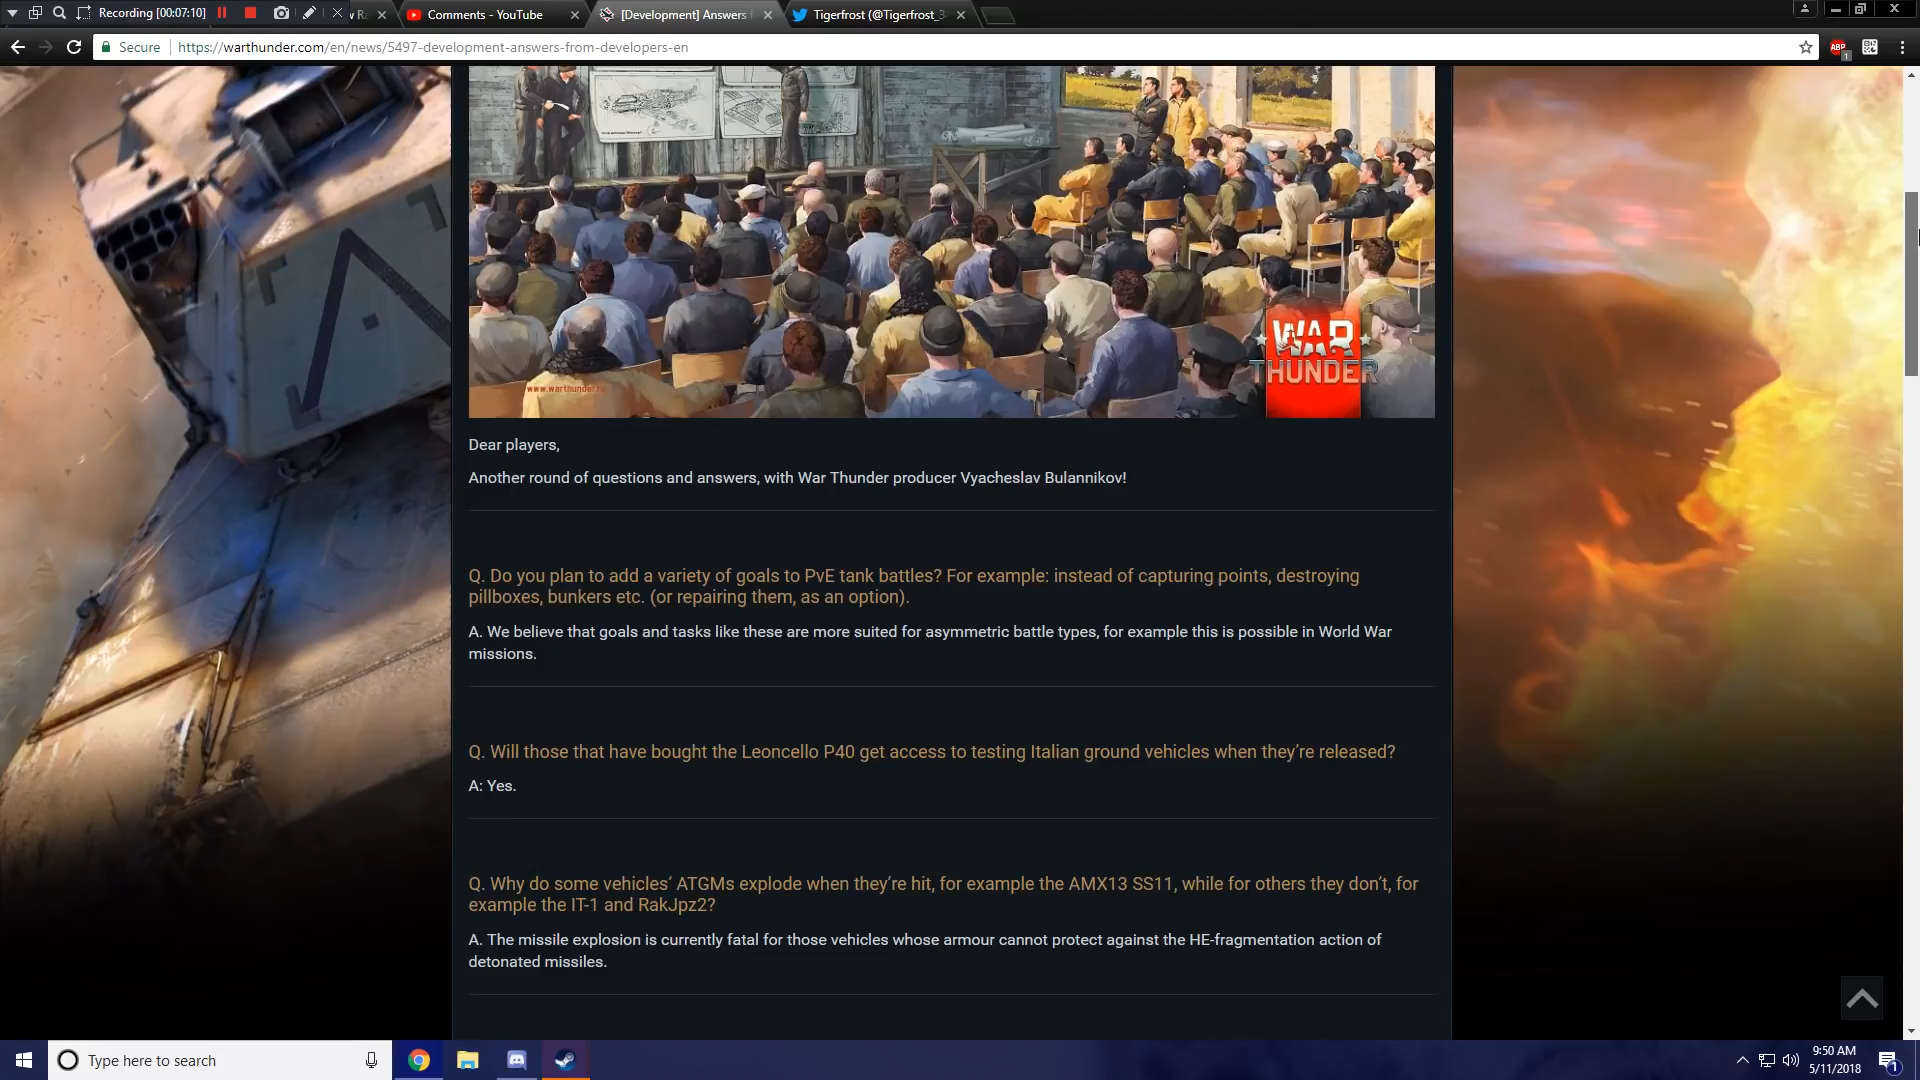 Recording [00:07:10]
Comments - YouTube
[Development] Answers
Tigerfrost (@Tigerfrost_3
Secure
https://warthunder.com/en/news/5497-development-answers-from-developers-en
ABP
1
www.warthunder.ru
WAR
THUNDER
Dear players,
Another round of questions and answers, with War Thunder producer Vyacheslav Bulannikov!
Q. Do you plan to add a variety of goals to PvE tank battles? For example: instead of capturing points, destroying
pillboxes, bunkers etc. (or repairing them, as an option).
A. We believe that goals and tasks like these are more suited for asymmetric battle types, for example this is possible in World War
missions.
Q. Will those that have bought the Leoncello P40 get access to testing Italian ground vehicles when they’re released?
A: Yes.
Q. Why do some vehicles’ ATGMs explode when they’re hit, for example the AMX13 SS11, while for others they don’t, for
example the IT-1 and RakJpz2?
A. The missile explosion is currently fatal for those vehicles whose armour cannot protect against the HE-fragmentation action of
detonated missiles.
Type here to search
9:50 AM
5/11/2018
1